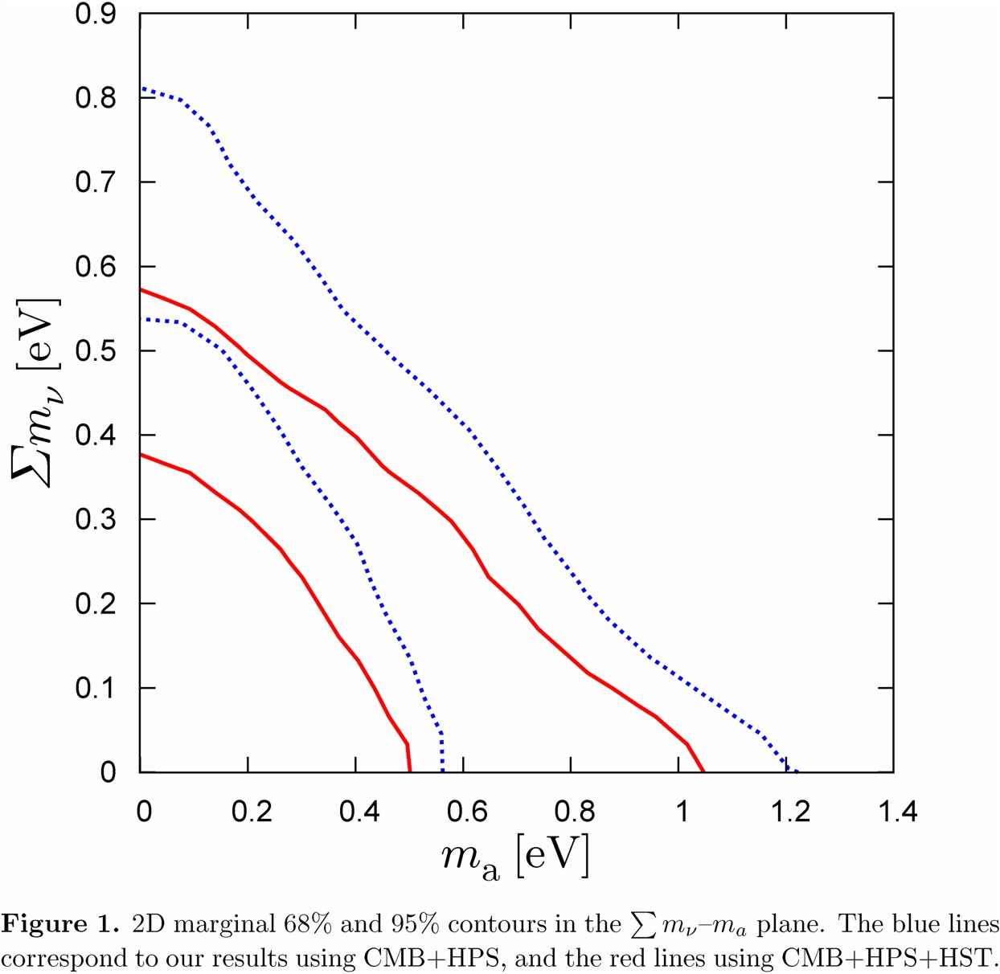 0.9
0.8
0.7
0.6
0.5
0.4
0.3
0.2
0.1
0
Σm_ν [eV]
0 0.2 0.4 0.6 0.8 1 1.2 1.4
m_a [eV]
Figure 1. 2D marginal 68% and 95% contours in the ∑ m_ν–m_a plane. The blue lines
correspond to our results using CMB+HPS, and the red lines using CMB+HPS+HST.